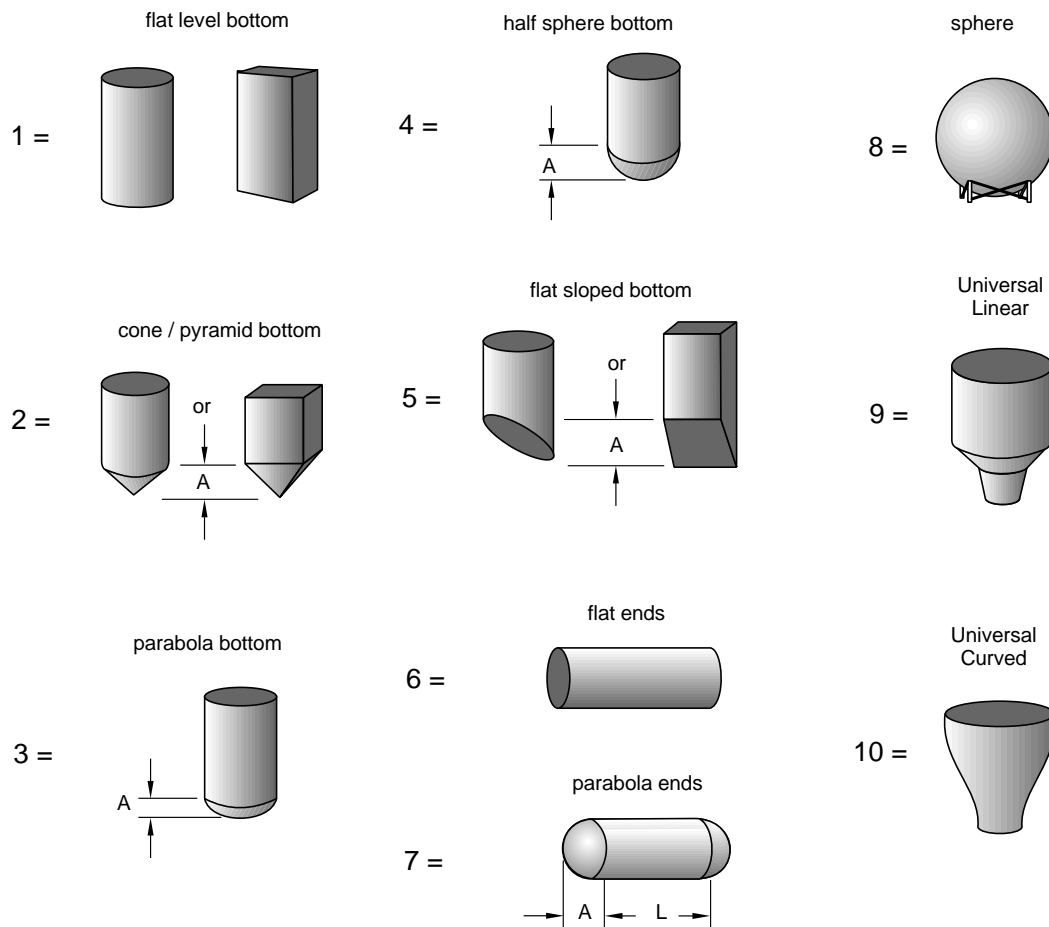 flat level bottom
1 =
cone / pyramid bottom
2 =
or
A
parabola bottom
3 =
A
half sphere bottom
4 =
A
flat sloped bottom
5 =
or
A
flat ends
6 =
parabola ends
7 =
A L
sphere
8 =
Universal
Linear
9 =
Universal
Curved
10 =